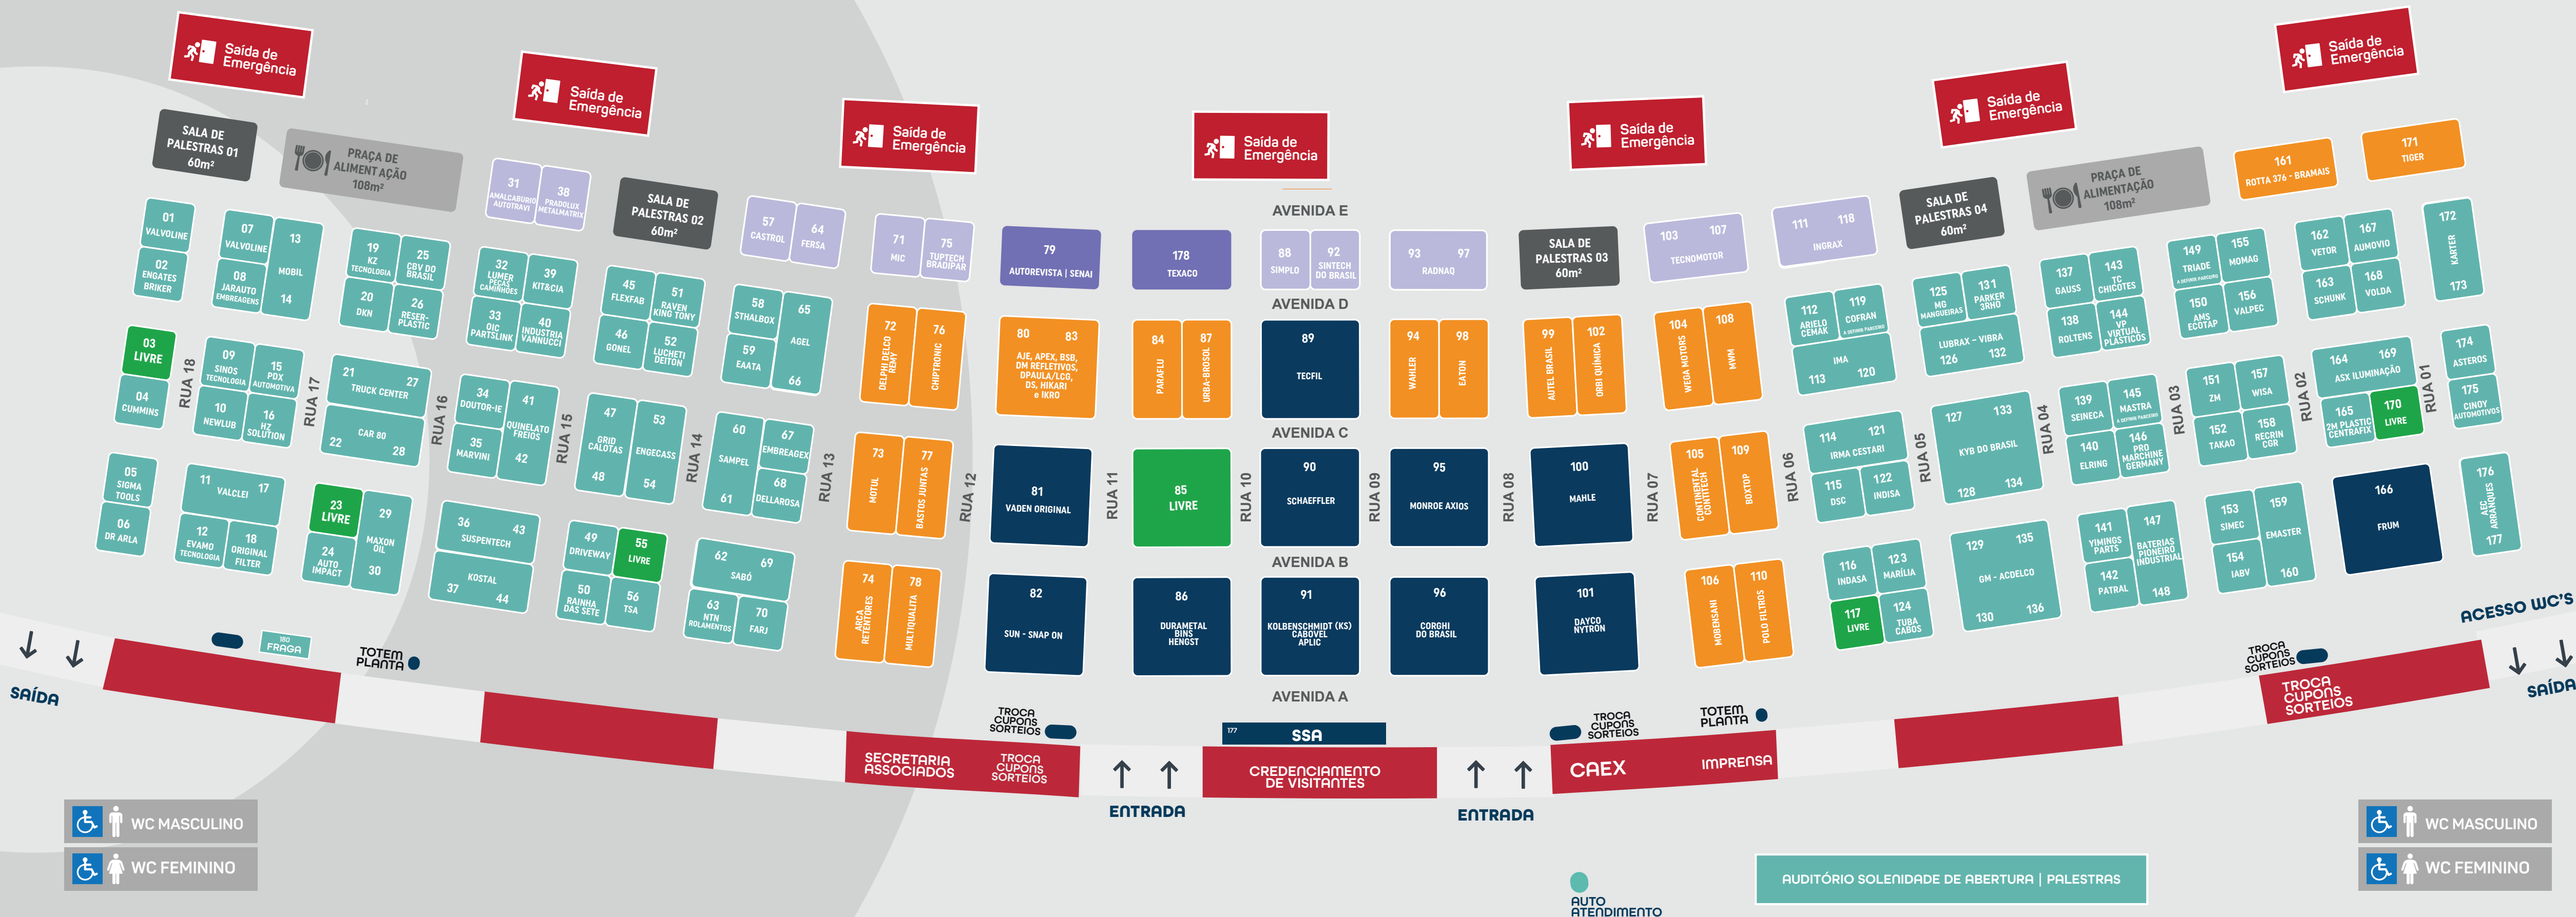 Saída de
Emergência
Saída de
Emergência
Saída de
Emergência
Saída de
Emergência
Saída de
Emergência
Saída de
Emergência
Saída de
Emergência
SALA DE
PALESTRAS 01
60m²
PRAÇA DE
ALIMENTAÇÃO
108m²
31
AMALCABURIO
AUTOTRAVI
38
PRADOLUX
METALMATRIX
SALA DE
PALESTRAS 02
60m²
57
CASTROL
64
FERSA
71
MIC
75
TUPTECH
BRADIPAR
AVENIDA E
79
AUTOREVISTA | SENAI
178
TEXACO
88
SIMPLO
92
SINTECH
DO BRASIL
93 97
RADNAQ
SALA DE
PALESTRAS 03
60m²
103 107
TECNOMOTOR
111 118
INGRAX
SALA DE
PALESTRAS 04
60m²
PRAÇA DE
ALIMENTAÇÃO
108m²
161
ROTTA 376 - BRAMAIS
171
TIGER
01
VALVOLINE
02
ENGATES
BRIKER
07
VALVOLINE
08
JARAUTO
EMBREAGENS
13
MOBIL
14
19
KZ
TECNOLOGIA
25
CBV DO
BRASIL
20
DKN
26
RESER-
PLASTIC
32
LUMER
PEÇAS
CAMINHÕES
39
KIT&CIA
33
OIC
PARTSLINK
40
INDUSTRIA
VANNUCCI
45
FLEXFAB
51
RAVEN
KING TONY
46
GONEL
52
LUCHETI
DEITON
58
STHALBOX
59
EAATA
65
AGEL
66
AVENIDA D
72
DELPHI DELCO
REMY
76
CHIPTRONIC
80 83
AJE, APEX, BSB,
DM REFLETIVOS,
DPAULA/LCG,
DS, HIKARI
e IKRO
84
PARAFLU
87
URBA-BROSOL
89
TECFIL
94
WAHLER
98
EATON
99
AUTEL BRASIL
102
ORBI QUÍMICA
104
WEGA MOTORS
108
MWM
112
ARIELO
CEMAK
119
COFRAN
A DEFINIR PARCEIRO
IMA
113 120
125
MG
MANGUEIRAS
131
PARKER
3RHO
LUBRAX - VIBRA
126 132
137
GAUSS
143
TC
CHICOTES
138
ROLTENS
144
VP
VIRTUAL
PLÁSTICOS
149
TRIADE
A DEFINIR PARCEIRO
155
MOMAG
150
AMS
ECOTAP
156
VALPEC
162
VETOR
167
AUMOVIO
163
SCHUNK
168
VOLDA
172
KARTER
173
03
LIVRE
04
CUMMINS
RUA 18
09
SINOS
TECNOLOGIA
15
PDX
AUTOMOTIVA
10
NEWLUB
16
HZ
SOLUTION
RUA 17
21 27
TRUCK CENTER
CAR 80
22 28
RUA 16
34
DOUTOR-IE
35
MARVINI
41
QUINELATO
FREIOS
42
RUA 15
47
GRID
CALOTAS
48
53
ENGECASS
54
RUA 14
60
SAMPEL
61
67
EMBREAGEX
68
DELLAROSA
RUA 13
AVENIDA C
73
MOTUL
77
BASTOS JUNTAS
RUA 12
81
VADEN ORIGINAL
RUA 11
85
LIVRE
RUA 10
90
SCHAEFFLER
RUA 09
95
MONROE AXIOS
RUA 08
100
MAHLE
RUA 07
105
CONTINENTAL
CONTITECH
109
BOXTOP
RUA 06
114 121
IRMA CESTARI
115
DSC
122
INDISA
RUA 05
127 133
KYB DO BRASIL
128 134
RUA 04
139
SEINECA
145
MASTRA
A DEFINIR PARCEIRO
140
ELRING
146
PRO
MARCHINE
GERMANY
RUA 03
151
ZM
157
WISA
152
TAKAO
158
RECRIN
CGR
RUA 02
164 169
ASX ILUMINAÇÃO
165
2M PLASTIC
CENTRAFIX
170
LIVRE
RUA 01
174
ASTEROS
175
CINOY
AUTOMOTIVOS
05
SIGMA
TOOLS
06
DR ARLA
11 17
VALCLEI
12
EVAMO
TECNOLOGIA
18
ORIGINAL
FILTER
23
LIVRE
24
AUTO
IMPACT
29
MAXON
OIL
30
36 43
SUSPENTECH
KOSTAL
37 44
49
DRIVEWAY
55
LIVRE
50
RAINHA
DAS SETE
56
TSA
62 69
SABÓ
63
NTN
ROLAMENTOS
70
FARJ
AVENIDA B
74
ARCA
RETENTORES
78
MULTIQUALITA
82
SUN - SNAP ON
86
DURAMETAL
BINS
HENGST
91
KOLBENSCHMIDT (KS)
CABOVEL
APLIC
96
CORGHI
DO BRASIL
101
DAYCO
NYTRON
106
MOBENSANI
110
POLO FILTROS
116
INDASA
123
MARÍLIA
117
LIVRE
124
TUBA
CABOS
129 135
GM - ACDELCO
130 136
141
YIMINGS
PARTS
142
PATRAL
147
BATERIAS
PIONEIRO
INDUSTRIAL
148
153
SIMEC
154
IABV
159
EMASTER
160
166
FRUM
176
AEC
ARRANQUES
177
AVENIDA A
ACESSO WC'S
SAÍDA
180
FRAGA
TOTEM
PLANTA
SECRETARIA
ASSOCIADOS
TROCA
CUPONS
SORTEIOS
TROCA
CUPONS
SORTEIOS
ENTRADA
177
SSA
CREDENCIAMENTO
DE VISITANTES
ENTRADA
TROCA
CUPONS
SORTEIOS
TOTEM
PLANTA
CAEX
IMPRENSA
TROCA
CUPONS
SORTEIOS
TROCA
CUPONS
SORTEIOS
SAÍDA
WC MASCULINO
WC FEMININO
AUTO
ATENDIMENTO
AUDITÓRIO SOLENIDADE DE ABERTURA | PALESTRAS
WC MASCULINO
WC FEMININO